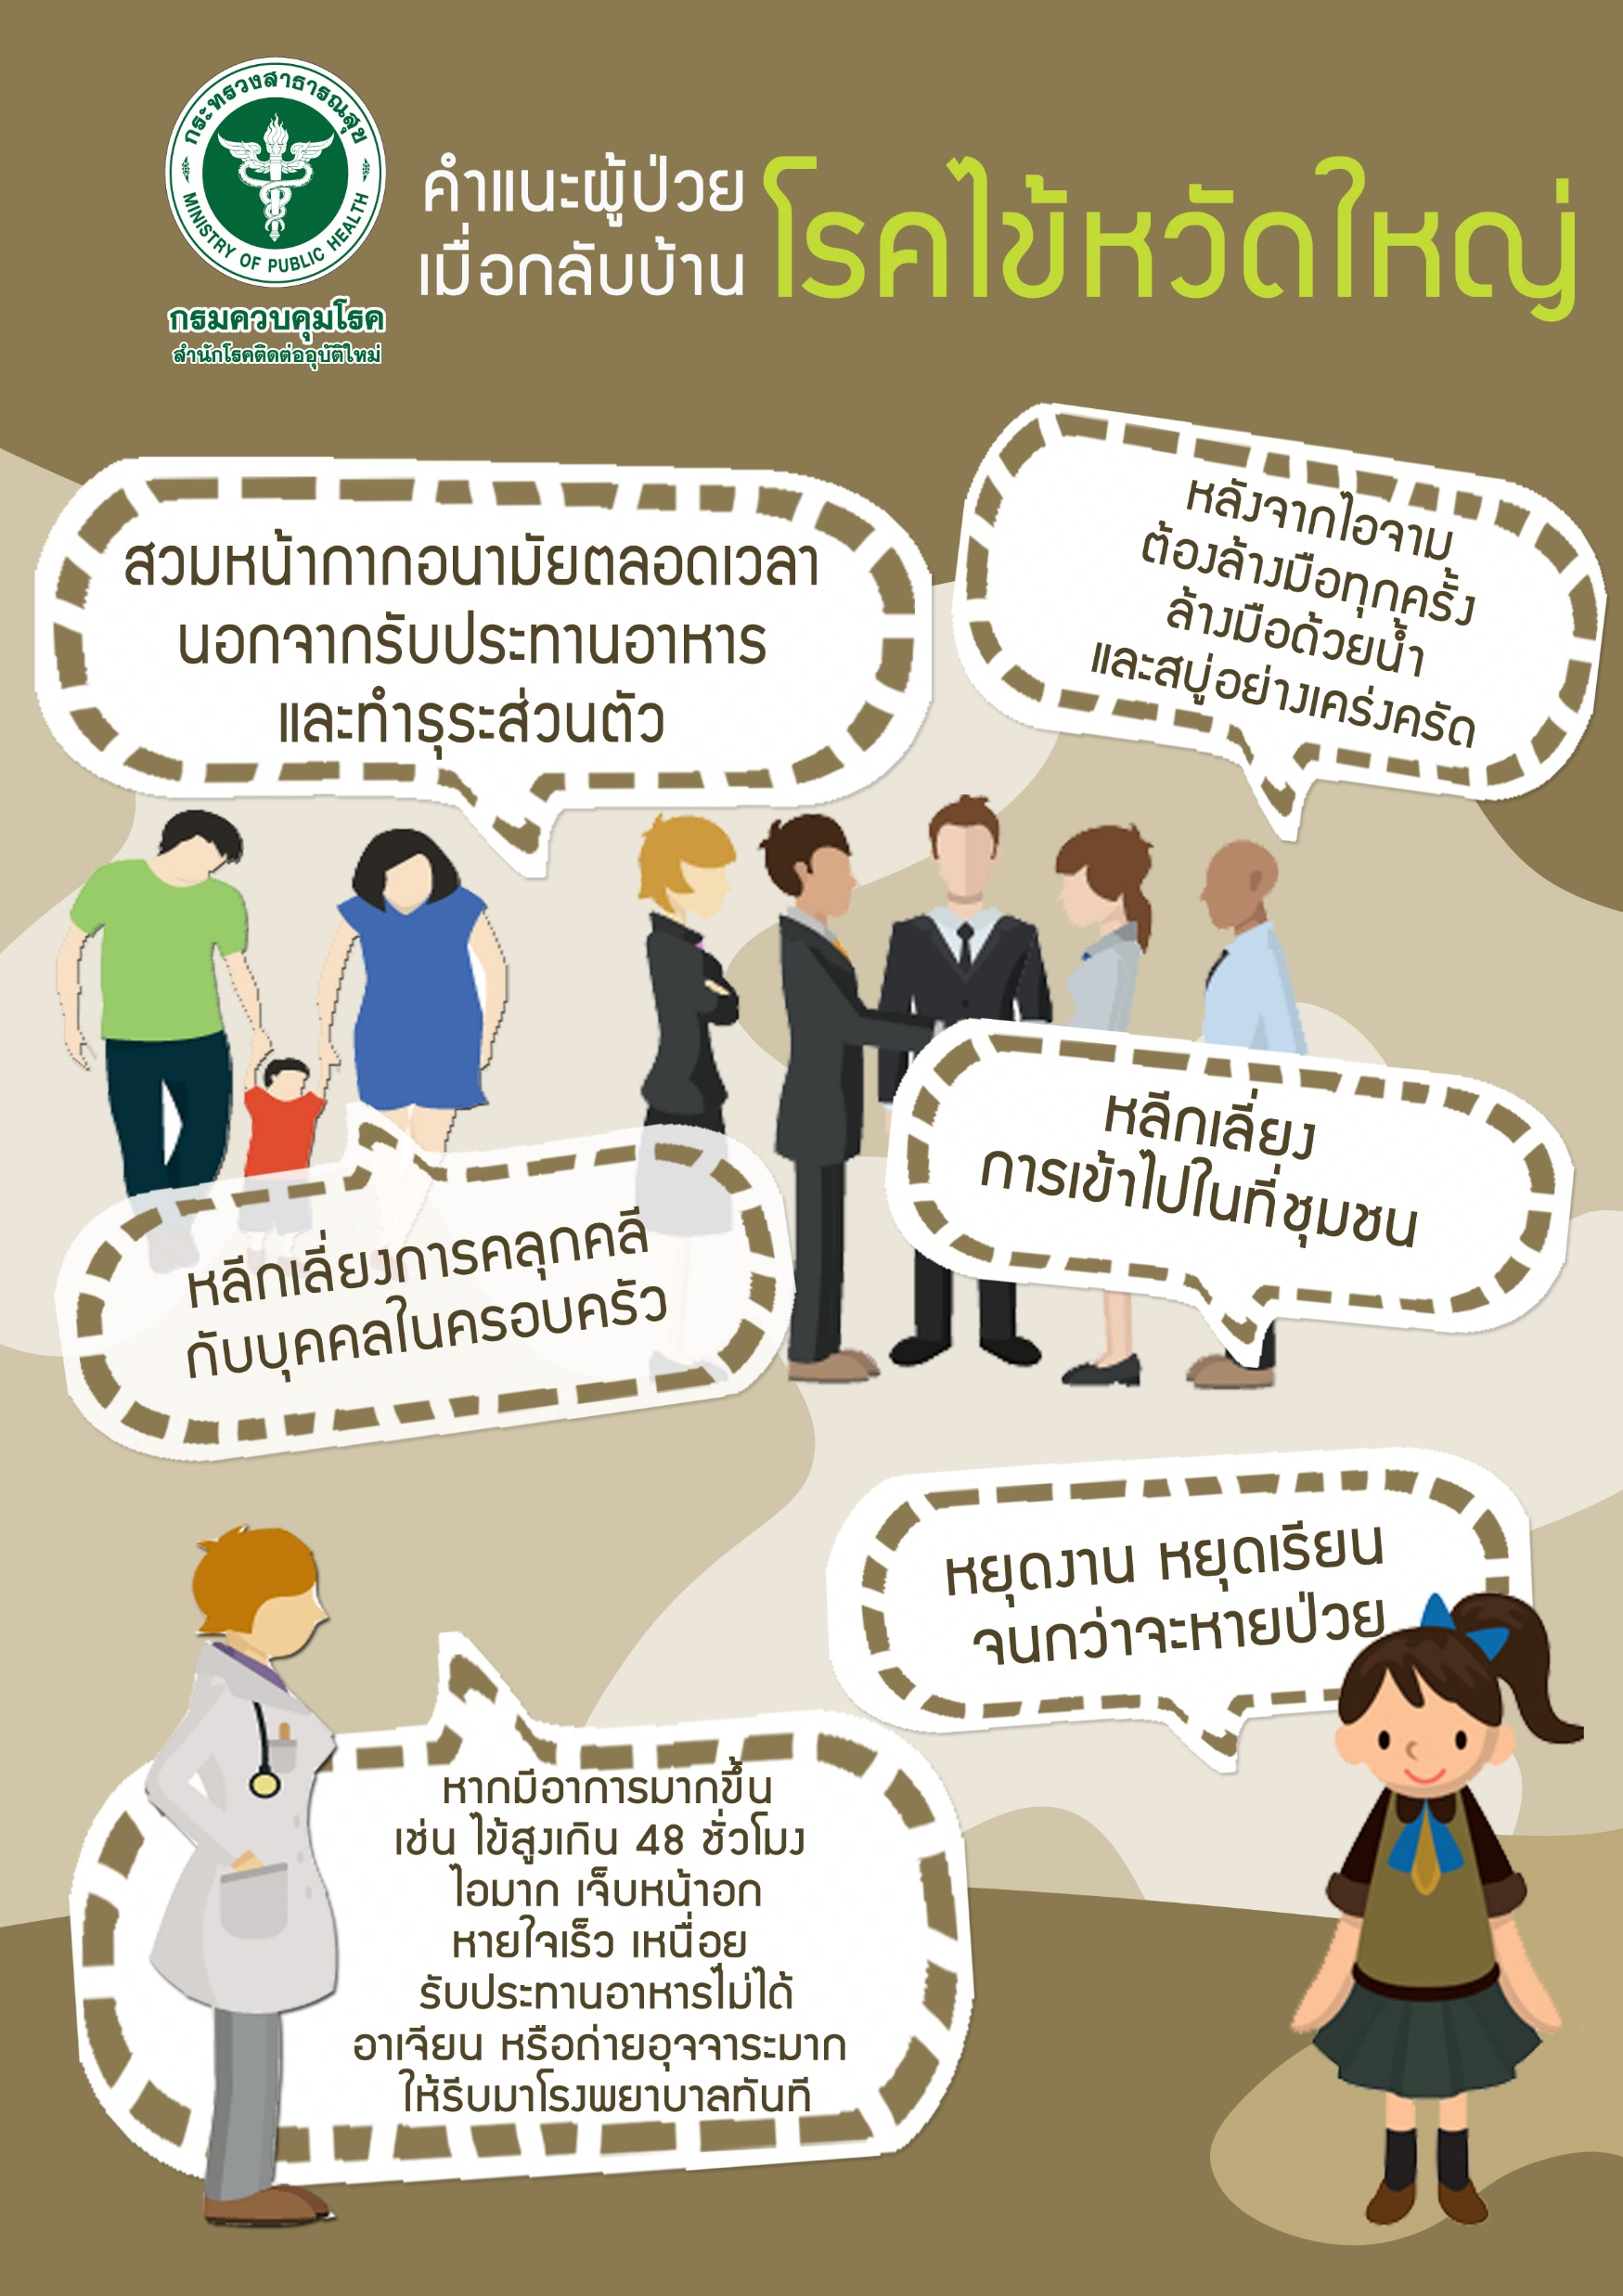 กระทรวงสาธารณสุข
MINISTRY OF PUBLIC HEALTH
กรมควบคุมโรค
สำนักโรคติดต่ออุบัติใหม่
คำแนะผู้ป่วย
เมื่อกลับบ้าน
โรคไข้หวัดใหญ่
สวมหน้ากากอนามัยตลอดเวลา
นอกจากรับประทานอาหาร
และทำธุระส่วนตัว
หลังจากไอจาม
ต้องล้างมือทุกครั้ง
ล้างมือด้วยน้ำ
และสบู่อย่างเคร่งครัด
หลีกเลี่ยงการคลุกคลี
กับบุคคลในครอบครัว
หลีกเลี่ยง
การเข้าไปในที่ชุมชน
หยุดงาน หยุดเรียน
จนกว่าจะหายป่วย
หากมีอาการมากขึ้น
เช่น ไข้สูงเกิน 48 ชั่วโมง
ไอมาก เจ็บหน้าอก
หายใจเร็ว เหนื่อย
รับประทานอาหารไม่ได้
อาเจียน หรือถ่ายอุจจาระมาก
ให้รีบมาโรงพยาบาลทันที